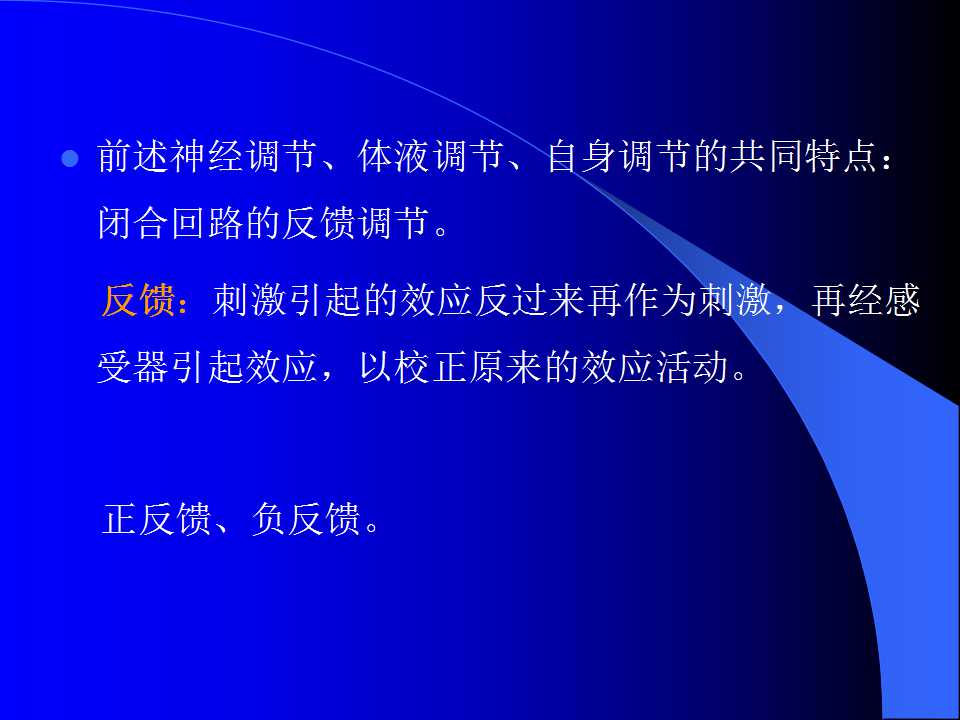 前述神经调节、体液调节、自身调节的共同特点：
闭合回路的反馈调节。
反馈：刺激引起的效应反过来再作为刺激，再经感
受器引起效应，以校正原来的效应活动。
正反馈、负反馈。